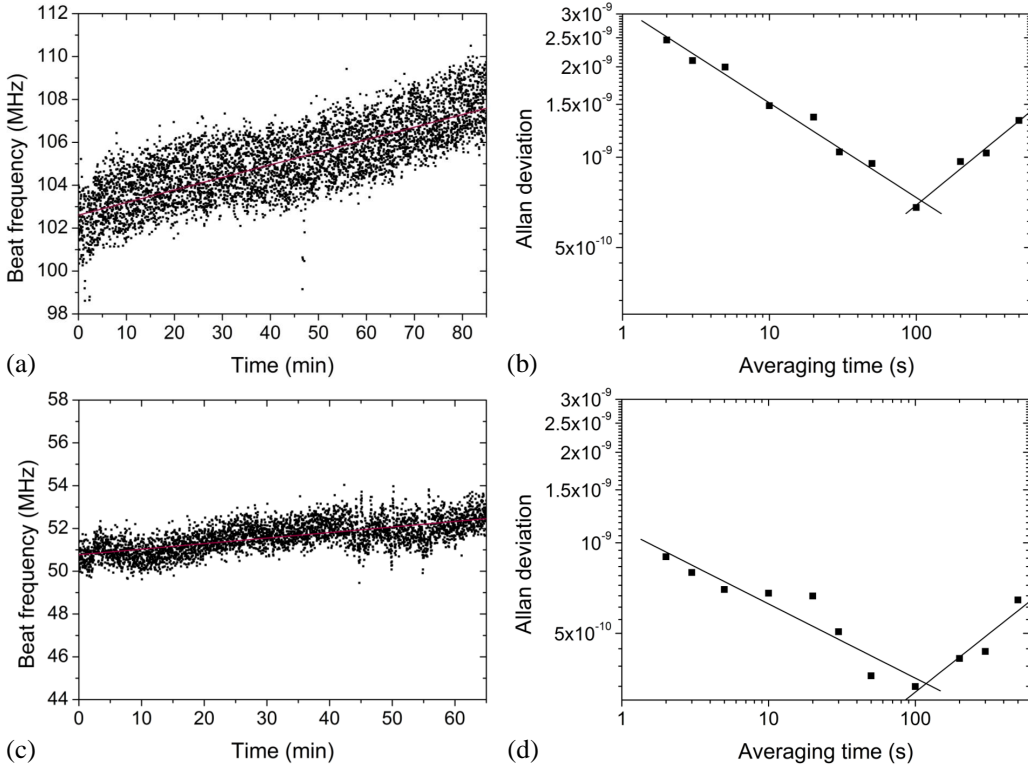 112
110
108
106
104
102
100
98
Beat frequency (MHz)
0 10 20 30 40 50 60 70 80
Time (min)
(a)
3x10⁻⁹
2.5x10⁻⁹
2x10⁻⁹
1.5x10⁻⁹
1x10⁻⁹
5x10⁻¹⁰
Allan deviation
1 10 100
Averaging time (s)
(b)
58
56
54
52
50
48
46
44
Beat frequency (MHz)
0 10 20 30 40 50 60
Time (min)
(c)
3x10⁻⁹
2.5x10⁻⁹
2x10⁻⁹
1.5x10⁻⁹
1x10⁻⁹
5x10⁻¹⁰
Allan deviation
1 10 100
Averaging time (s)
(d)